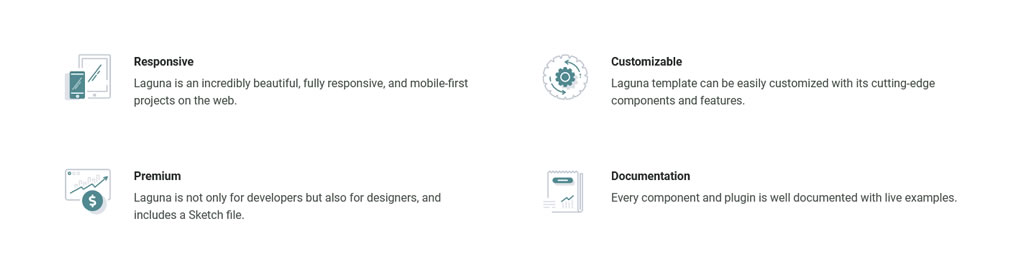 Responsive
Laguna is an incredibly beautiful, fully responsive, and mobile-first
projects on the web.
Customizable
Laguna template can be easily customized with its cutting-edge
components and features.
Premium
Laguna is not only for developers but also for designers, and
includes a Sketch file.
$
Documentation
Every component and plugin is well documented with live examples.